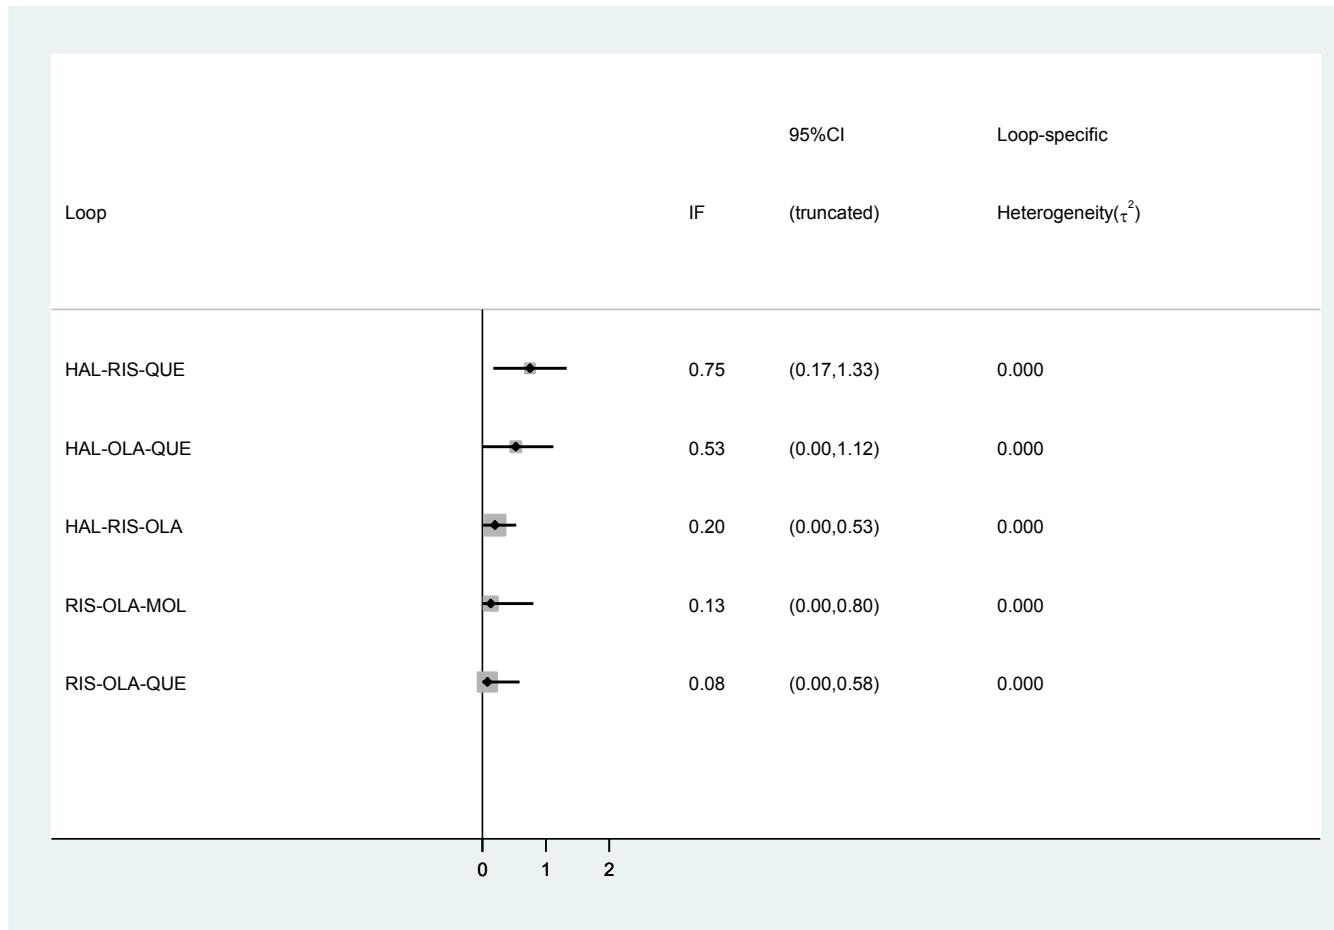 95%CI Loop-specific
Loop IF (truncated) Heterogeneity(τ²)
HAL-RIS-QUE 0.75 (0.17,1.33) 0.000
HAL-OLA-QUE 0.53 (0.00,1.12) 0.000
HAL-RIS-OLA 0.20 (0.00,0.53) 0.000
RIS-OLA-MOL 0.13 (0.00,0.80) 0.000
RIS-OLA-QUE 0.08 (0.00,0.58) 0.000
0 1 2